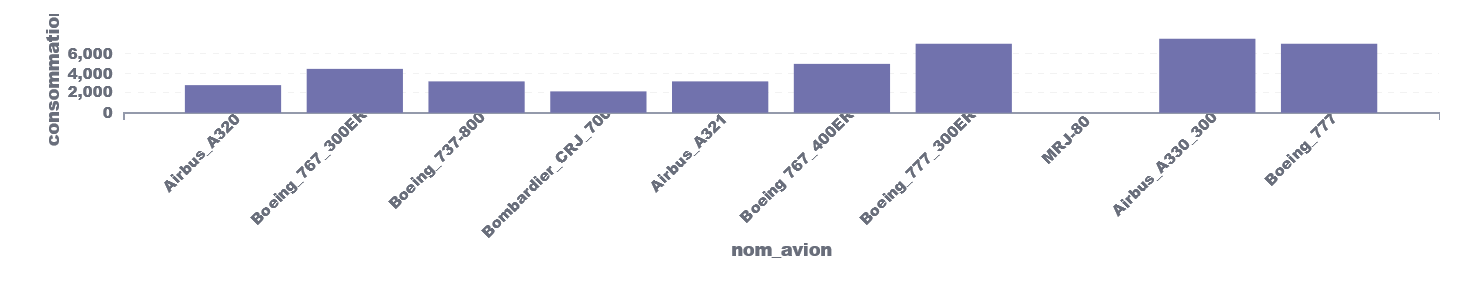 consommation
6,000
4,000
2,000
0
Airbus_A320
Boeing_767_300ER
Boeing_737-800
Bombardier_CRJ_700
Airbus_A321
Boeing 767_400ER
Boeing_777_300ER
MRJ-80
Airbus_A330_300
Boeing_777
nom_avion